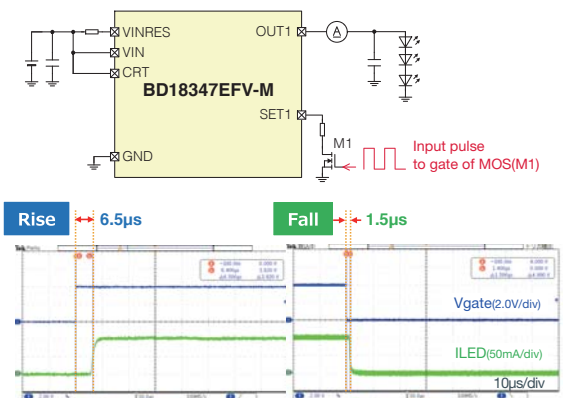 VINRES
OUT1
A
VIN
CRT
BD18347EFV-M
SET1
M1
Input pulse
to gate of MOS(M1)
GND
Rise
6.5μs
Fall
1.5μs
Vgate(2.0V/div)
ILED(50mA/div)
10μs/div